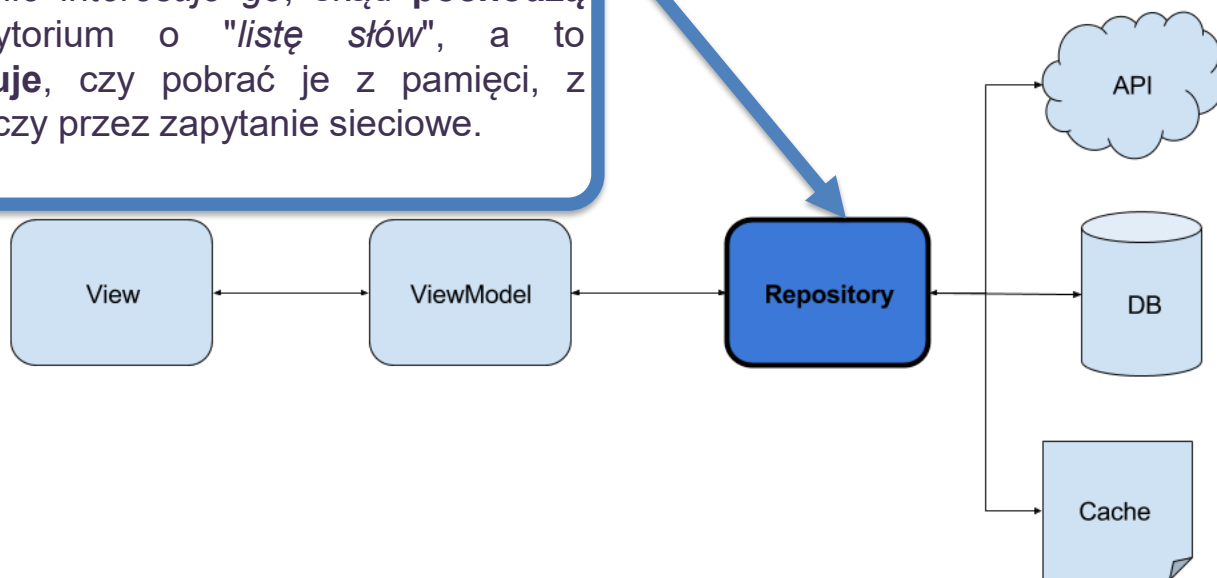 ytorium o "listę słów", a to
uje, czy pobrać je z pamięci, z
czy przez zapytanie sieciowe.
API
View
ViewModel
Repository
DB
Cache